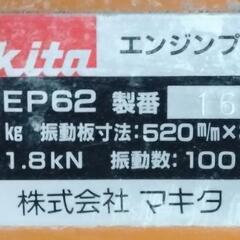 kita エンジンプ
EP62 製番 16
kg 振動板寸法:520m/m×
1.8kN 振動数:100
株式会社 マキタ